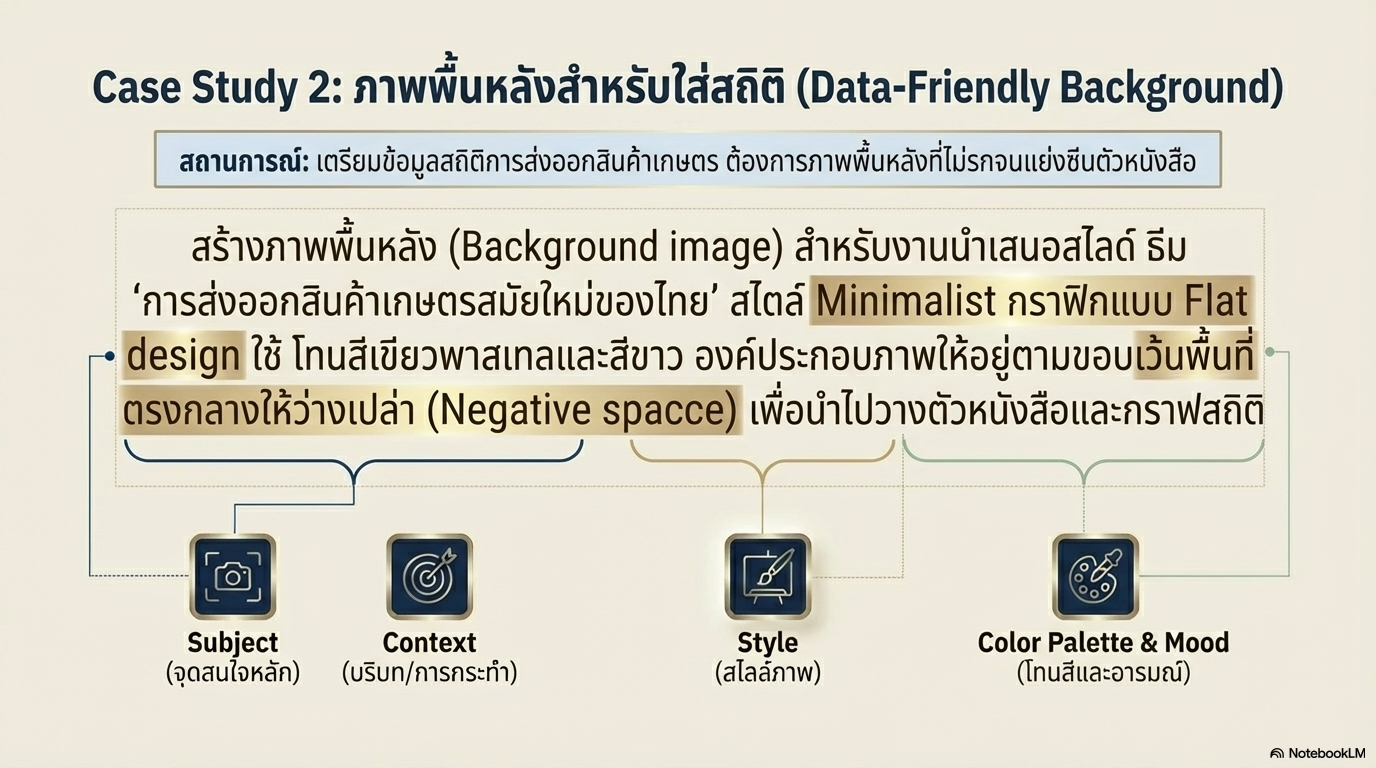 Case Study 2: ภาพพื้นหลังสำหรับใส่สถิติ (Data-Friendly Background)
สถานการณ์: เตรียมข้อมูลสถิติการส่งออกสินค้าเกษตร ต้องการภาพพื้นหลังที่ไม่รกจนแย่งซีนตัวหนังสือ
สร้างภาพพื้นหลัง (Background image) สำหรับงานนำเสนอสไลด์ ธีม
‘การส่งออกสินค้าเกษตรสมัยใหม่ของไทย’ สไตล์ Minimalist กราฟิกแบบ Flat
design ใช้ โทนสีเขียวพาสเทลและสีขาว องค์ประกอบภาพให้อยู่ตามขอบเว้นพื้นที่
ตรงกลางให้ว่างเปล่า (Negative spacce) เพื่อนำไปวางตัวหนังสือและกราฟสถิติ
Subject
(จุดสนใจหลัก)
Context
(บริบท/การกระทำ)
Style
(สไลล์ภาพ)
Color Palette & Mood
(โทนสีและอารมณ์)
NotebookLM